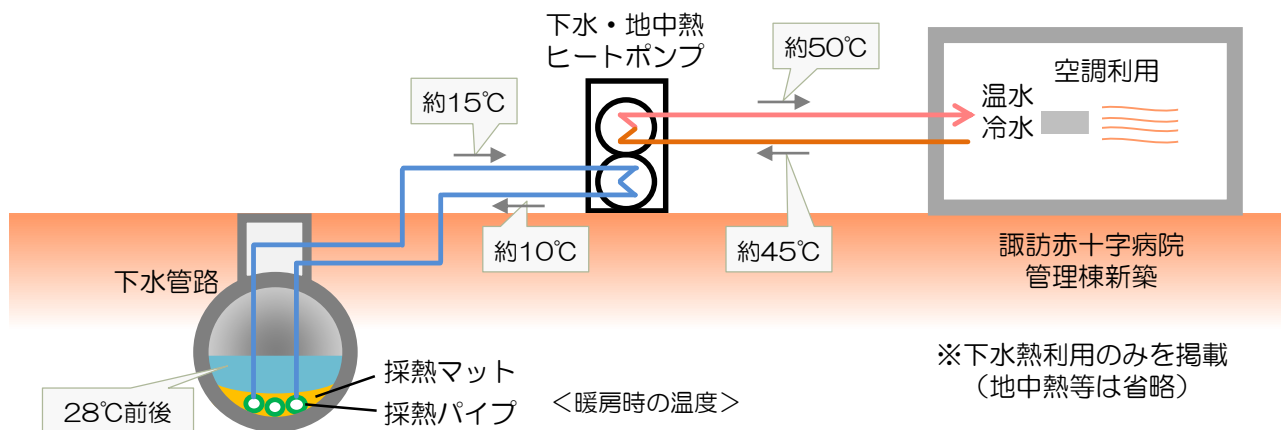 下水・地中熱
ヒートポンプ
約50℃
空調利用
約15℃
温水
冷水
約10℃
約45℃
諏訪赤十字病院
管理棟新築
下水管路
※下水熱利用のみを掲載
（地中熱等は省略）
採熱マット
28℃前後
採熱パイプ
＜暖房時の温度＞